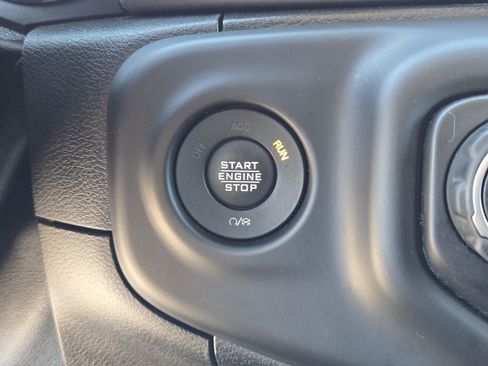 ACC
OFF
RUN
START
ENGINE
STOP